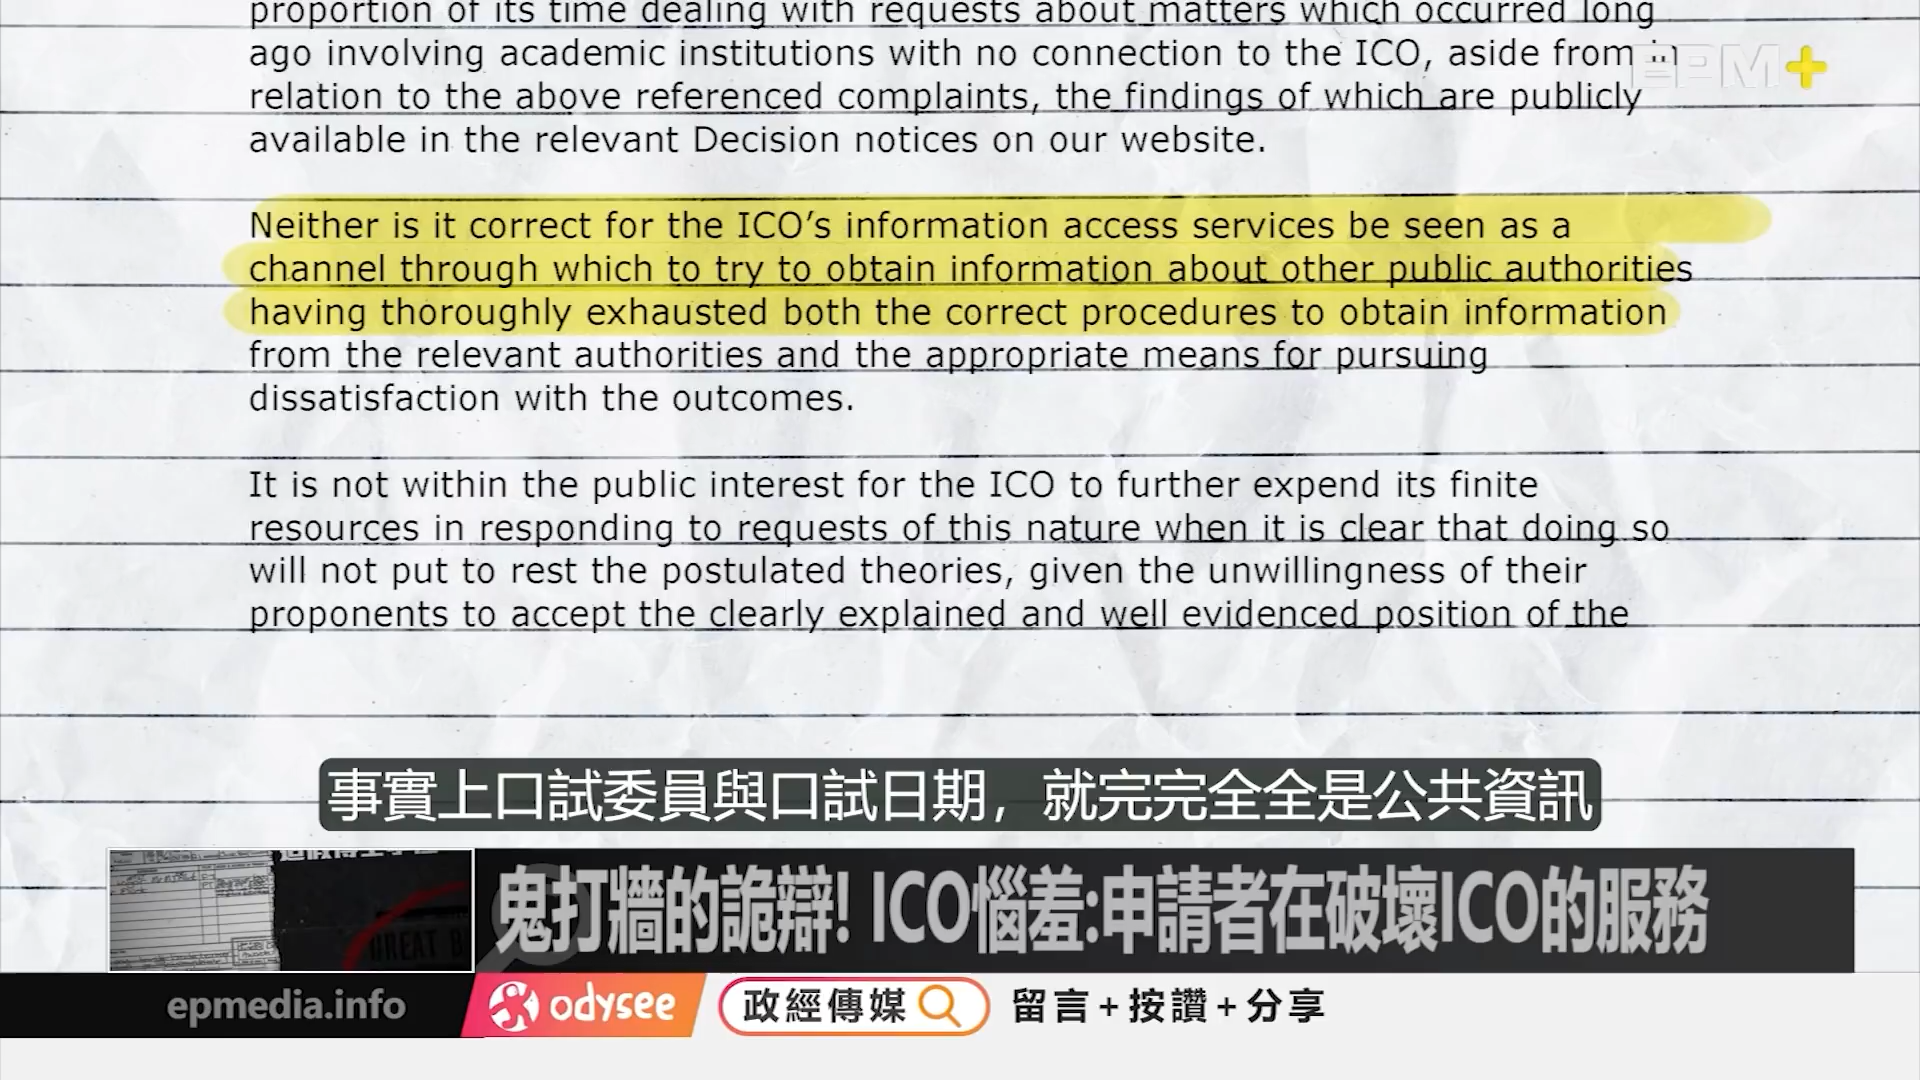 proportion of its time dealing with requests about matters which occurred long
ago involving academic institutions with no connection to the ICO, aside from in
EPM+
relation to the above referenced complaints, the findings of which are publicly
available in the relevant Decision notices on our website.
Neither is it correct for the ICO’s information access services be seen as a
channel through which to try to obtain information about other public authorities
having thoroughly exhausted both the correct procedures to obtain information
from the relevant authorities and the appropriate means for pursuing
dissatisfaction with the outcomes.
It is not within the public interest for the ICO to further expend its finite
resources in responding to requests of this nature when it is clear that doing so
will not put to rest the postulated theories, given the unwillingness of their
proponents to accept the clearly explained and well evidenced position of the
事實上口試委員與口試日期，就完完全全是公共資訊
鬼打牆的詭辯! ICO惱羞:申請者在破壞ICO的服務
GREAT B
epmedia.info
odysee
政經傳媒
留言+按讚+分享